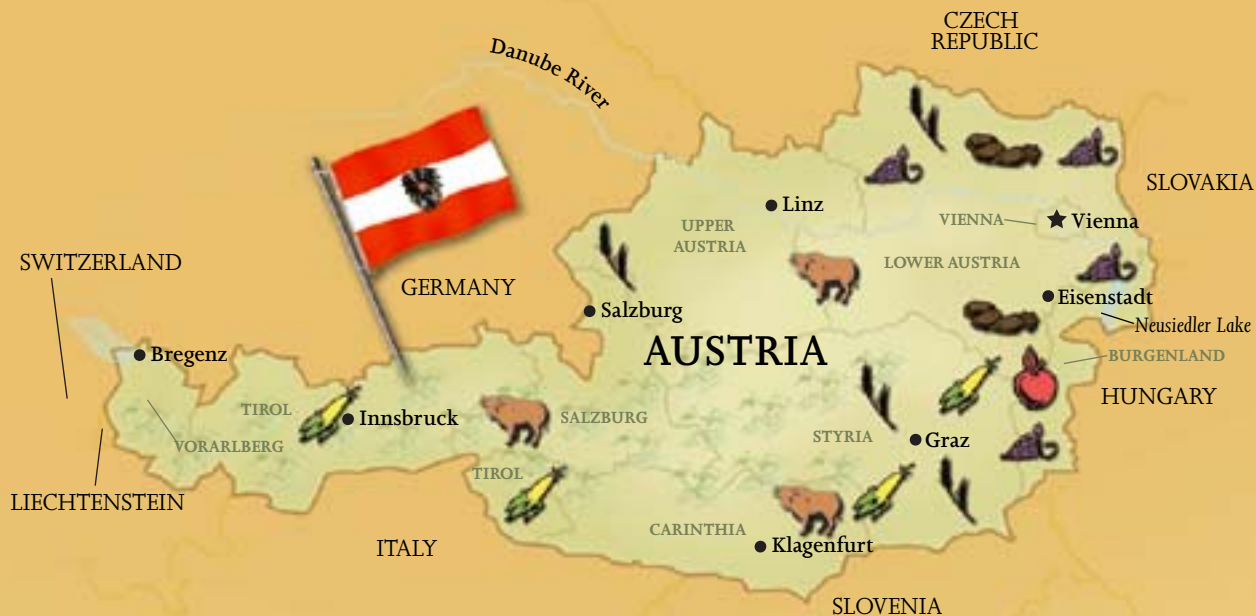 CZECH
REPUBLIC
Danube River
SLOVAKIA
Linz
UPPER
AUSTRIA
VIENNA
Vienna
LOWER AUSTRIA
SWITZERLAND
GERMANY
Salzburg
Eisenstadt
Neusiedler Lake
AUSTRIA
Bregenz
BURGENLAND
HUNGARY
TIROL
Innsbruck
SALZBURG
VORARLBERG
STYRIA
Graz
TIROL
LIECHTENSTEIN
CARINTHIA
Klagenfurt
ITALY
SLOVENIA